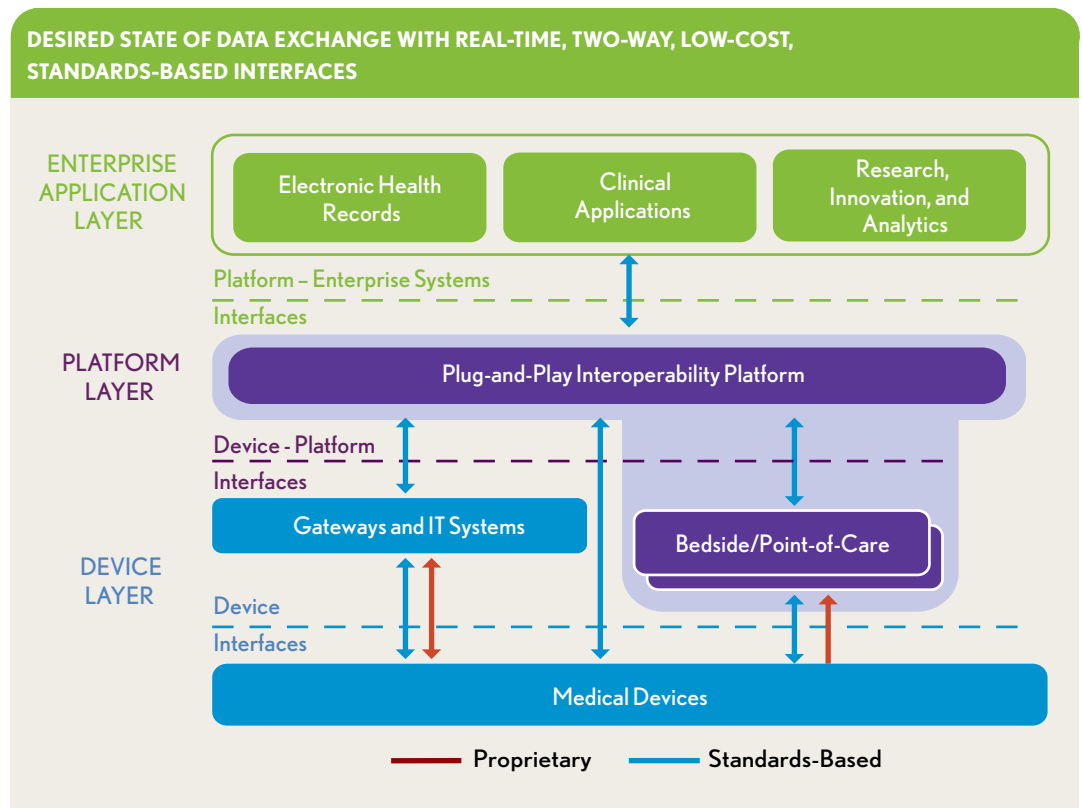 DESIRED STATE OF DATA EXCHANGE WITH REAL-TIME, TWO-WAY, LOW-COST,
STANDARDS-BASED INTERFACES
ENTERPRISE
APPLICATION
LAYER
Electronic Health
Records
Clinical
Applications
Research,
Innovation, and
Analytics
Platform – Enterprise Systems
Interfaces
PLATFORM
LAYER
Plug-and-Play Interoperability Platform
Device - Platform
Interfaces
Gateways and IT Systems
Bedside/Point-of-Care
DEVICE
LAYER
Device
Interfaces
Medical Devices
Proprietary
Standards-Based